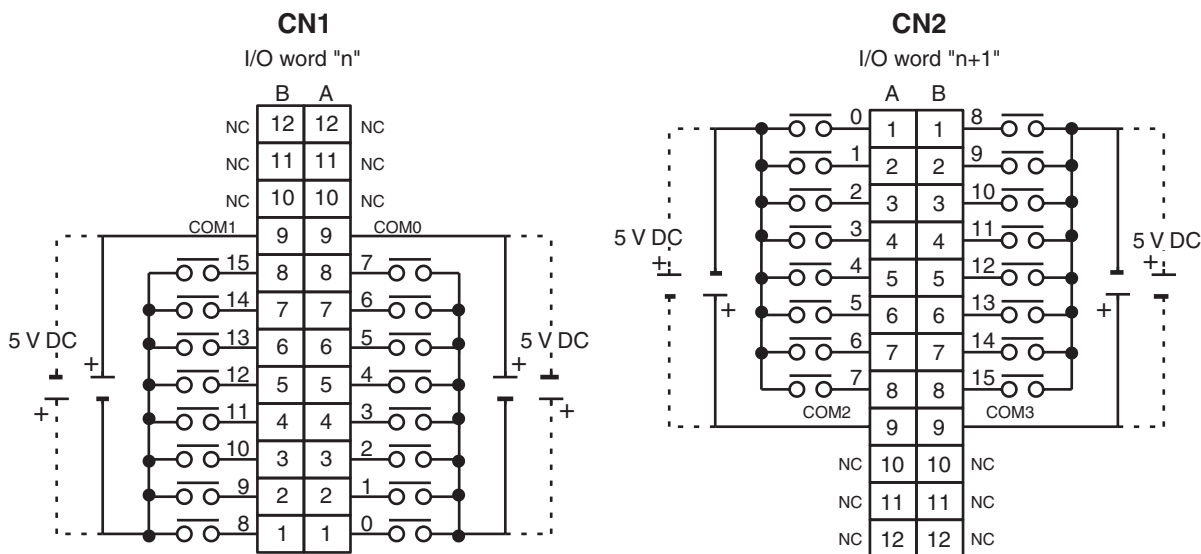 CN1
I/O word "n"
B A
NC 12 12 NC
NC 11 11 NC
NC 10 10 NC
COM1 9 9 COM0
15 8 8 7
14 7 7 6
13 6 6 5
5 V DC + 5 V DC
12 5 5 4
+ +
11 4 4 3
10 3 3 2
9 2 2 1
8 1 1 0
CN2
I/O word "n+1"
A B
0 1 1 8
1 2 2 9
2 3 3 10
3 4 4 11
5 V DC 5 V DC
+ +
4 5 5 12
+ +
5 6 6 13
6 7 7 14
7 8 8 15
COM2 9 9 COM3
NC 10 10 NC
NC 11 11 NC
NC 12 12 NC